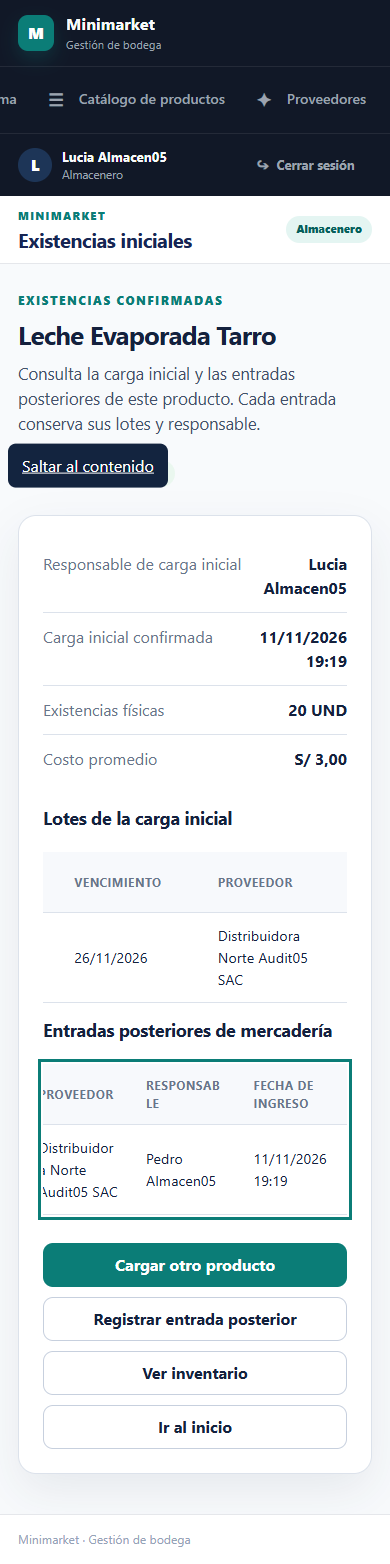 M
Minimarket
Gestión de bodega
ma
Catálogo de productos
Proveedores
L
Lucia Almacen05
Almacenero
Cerrar sesión
MINIMARKET
Existencias iniciales
Almacenero
EXISTENCIAS CONFIRMADAS
Leche Evaporada Tarro
Consulta la carga inicial y las entradas
posteriores de este producto. Cada entrada
conserva sus lotes y responsable.
Saltar al contenido
Responsable de carga inicial
Lucia
Almacen05
Carga inicial confirmada
11/11/2026
19:19
Existencias físicas
20 UND
Costo promedio
S/ 3,00
Lotes de la carga inicial
VENCIMIENTO
PROVEEDOR
26/11/2026
Distribuidora
Norte Audit05
SAC
Entradas posteriores de mercadería
PROVEEDOR
RESPONSAB
LE
FECHA DE
INGRESO
Distribuidor
a Norte
Audit05 SAC
Pedro
Almacen05
11/11/2026
19:19
Cargar otro producto
Registrar entrada posterior
Ver inventario
Ir al inicio
Minimarket · Gestión de bodega